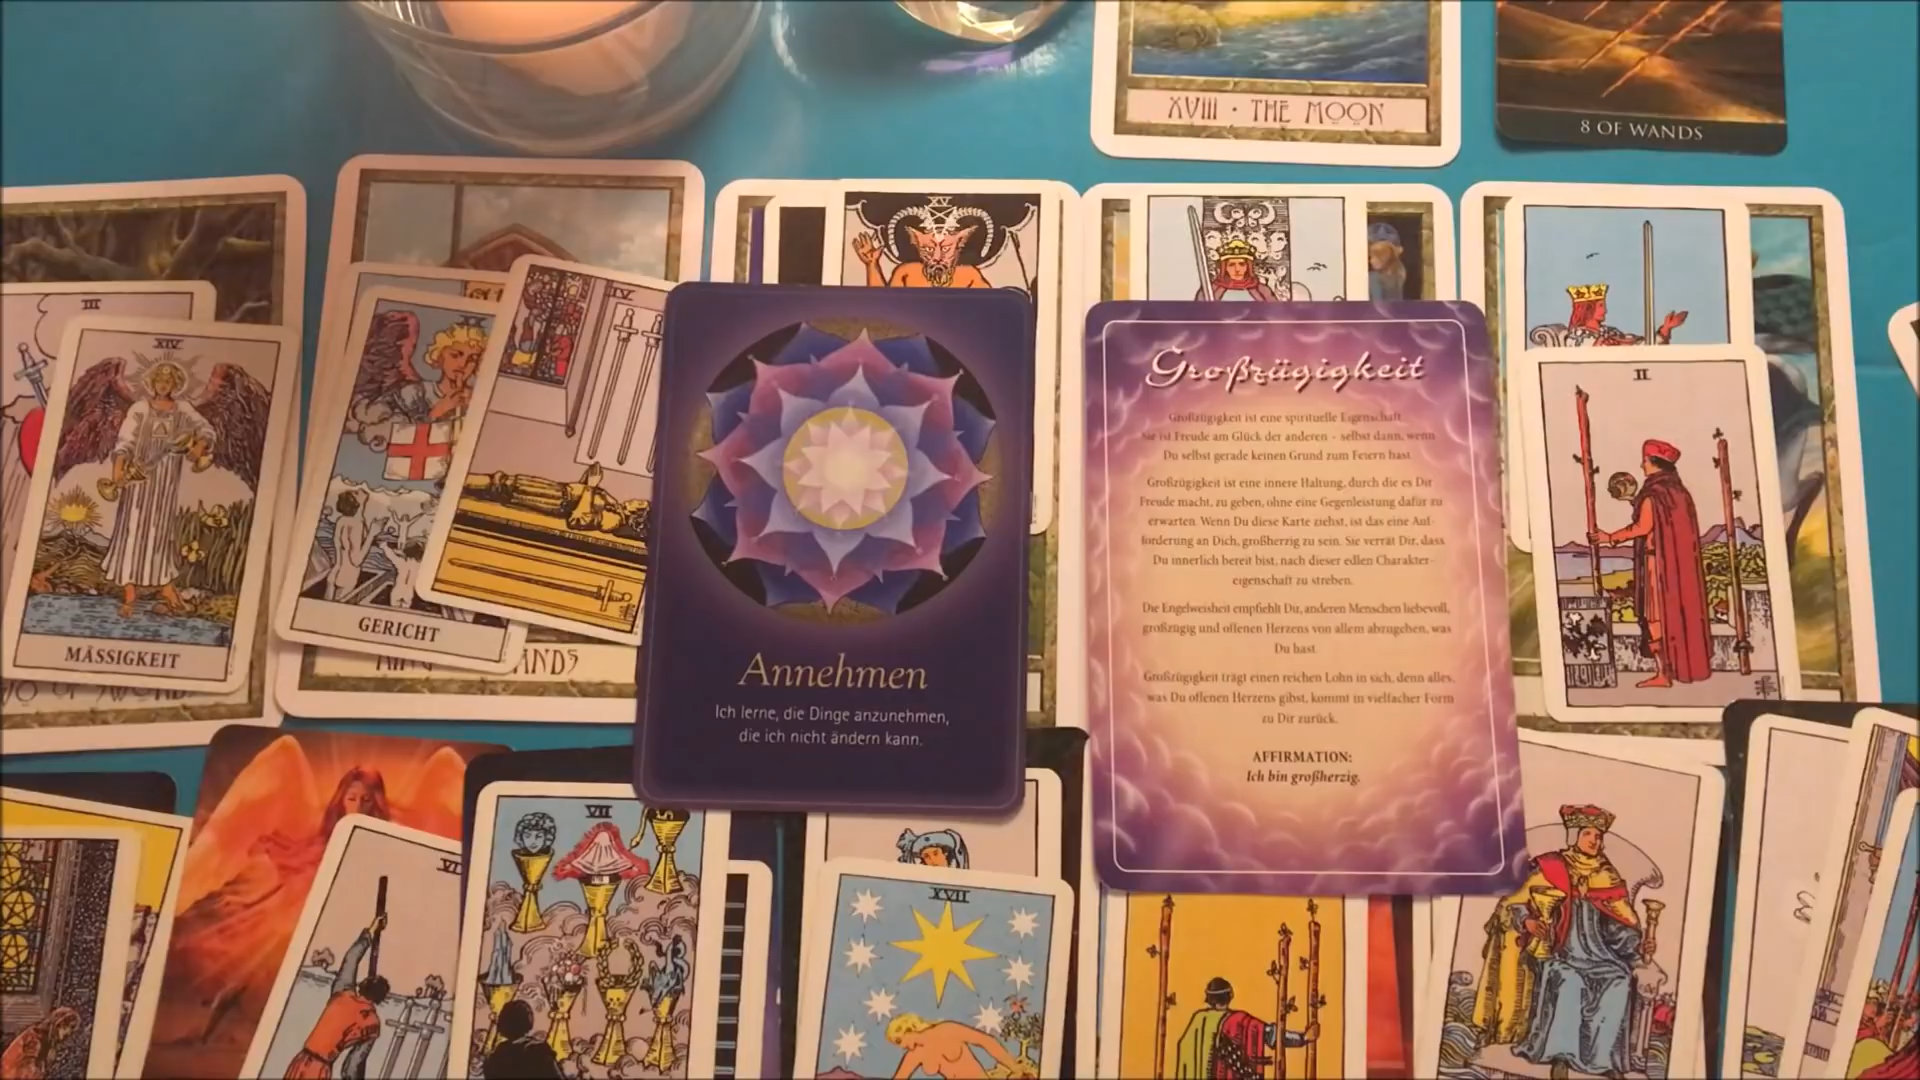 XVIII · THE MOON
8 OF WANDS
III
XIV
MÄSSIGKEIT
GERICHT
IV
XV
II
Annehmen
Ich lerne, die Dinge anzunehmen,
die ich nicht ändern kann.
Großzügigkeit
Großzügigkeit ist eine spirituelle Eigenschaft.
Sie ist Freude am Glück der anderen - selbst dann, wenn
Du selbst gerade keinen Grund zum Feiern hast.
Großzügigkeit ist eine innere Haltung, durch die es Dir
Freude macht, zu geben, ohne eine Gegenleistung dafür zu
erwarten. Wenn Du diese Karte ziehst, ist das eine Auf-
forderung an Dich, großherzig zu sein. Sie verrät Dir, dass
Du innerlich bereit bist, nach dieser edlen Charakter-
eigenschaft zu streben.
Die Engelweisheit empfiehlt Dir, anderen Menschen liebevoll,
großzügig und offenen Herzens von allem abzugeben, was
Du hast.
Großzügigkeit trägt einen reichen Lohn in sich, denn alles,
was Du offenen Herzens gibst, kommt in vielfacher Form
zu Dir zurück.
AFFIRMATION:
Ich bin großherzig.
VII
XVII